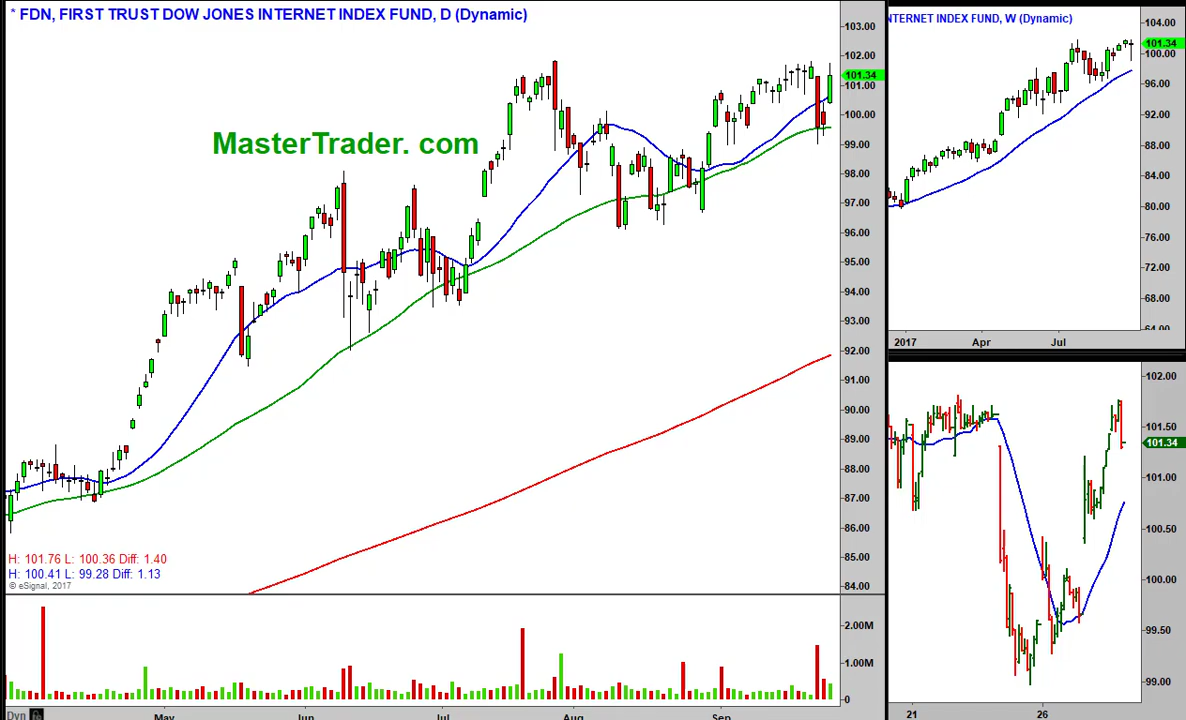 * FDN, FIRST TRUST DOW JONES INTERNET INDEX FUND, D (Dynamic)
MasterTrader. com
103.00
102.00
101.34
101.00
100.00
99.00
98.00
97.00
96.00
95.00
94.00
93.00
92.00
91.00
90.00
89.00
88.00
87.00
86.00
85.00
84.00
H: 101.76 L: 100.36 Diff: 1.40
H: 100.41 L: 99.28 Diff: 1.13
© eSignal, 2017
2.00M
1.00M
0
Dyn
May
Jun
Jul
Aug
Sep
INTERNET INDEX FUND, W (Dynamic)
104.00
101.34
100.00
96.00
92.00
88.00
84.00
80.00
76.00
72.00
68.00
64.00
2017
Apr
Jul
102.00
101.50
101.34
101.00
100.50
100.00
99.50
99.00
21
26